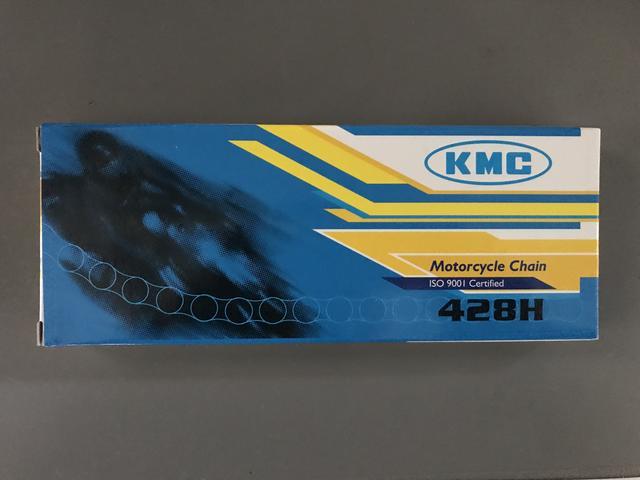 KMC
Motorcycle Chain
ISO 9001 Certified
428H